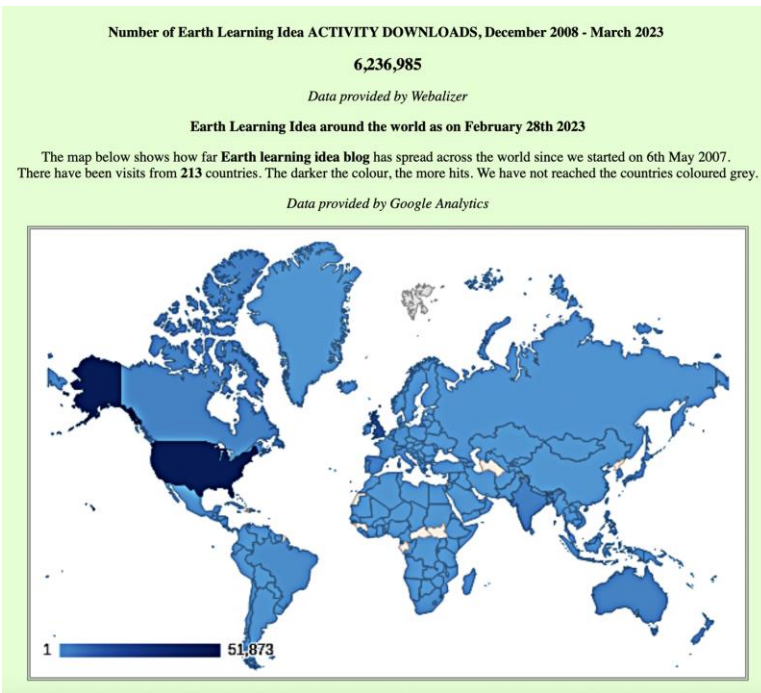 Number of Earth Learning Idea ACTIVITY DOWNLOADS, December 2008 - March 2023
6,236,985
Data provided by Webalizer
Earth Learning Idea around the world as on February 28th 2023
The map below shows how far Earth learning idea blog has spread across the world since we started on 6th May 2007.
There have been visits from 213 countries. The darker the colour, the more hits. We have not reached the countries coloured grey.
Data provided by Google Analytics
1 51,873